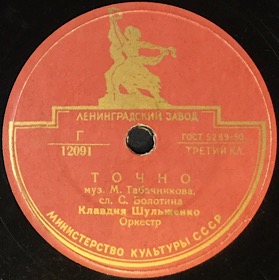 ЛЕНИНГРАДСКИЙ ЗАВОД
Г
12091
ГОСТ 5289-50
ТРЕТИЙ КЛ.
ТОЧНО
муз. М. Табачникова,
сл. С. Болотина
Клавдия Шульженко
Оркестр
МИНИСТЕРСТВО КУЛЬТУРЫ СССР